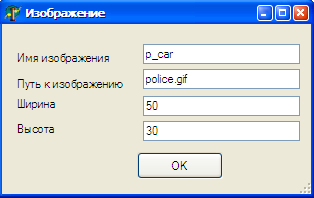 Изображение
Имя изображения p_car
Путь к изображению police.gif
Ширина 50
Высота 30
OK